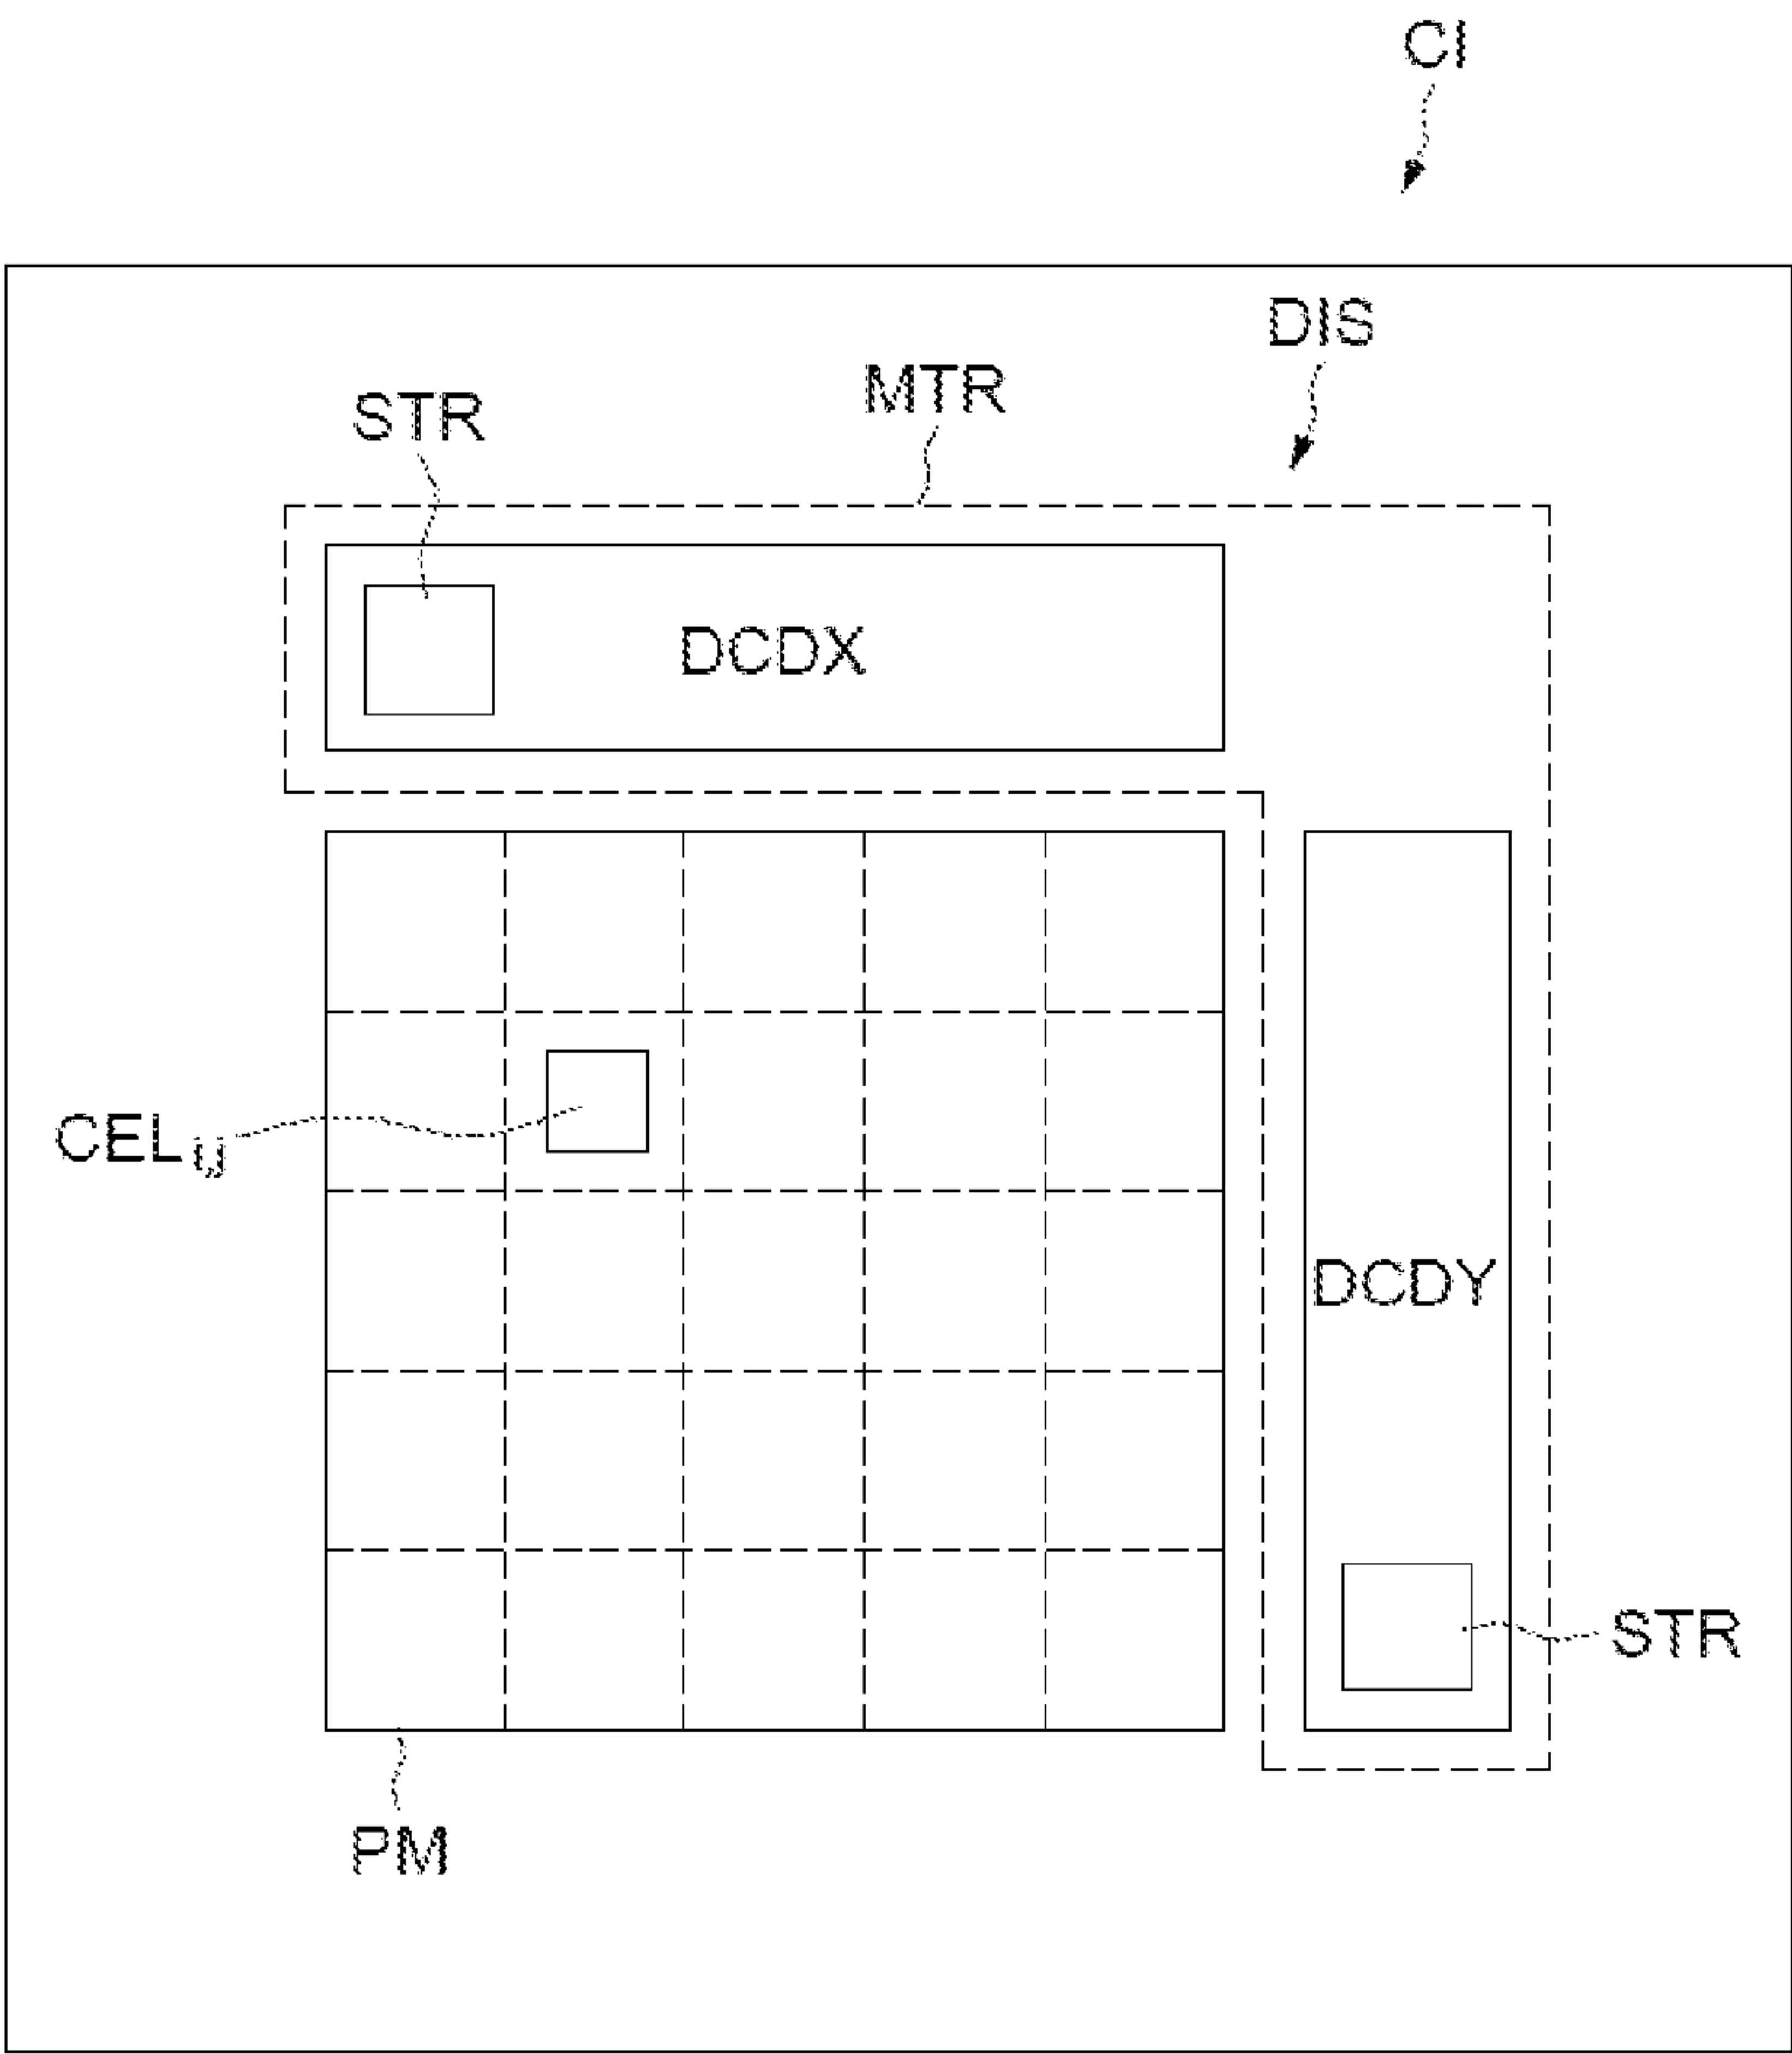 CI
DIS
MTR
STR
DCDX
CELij
DCDY
STR
PM